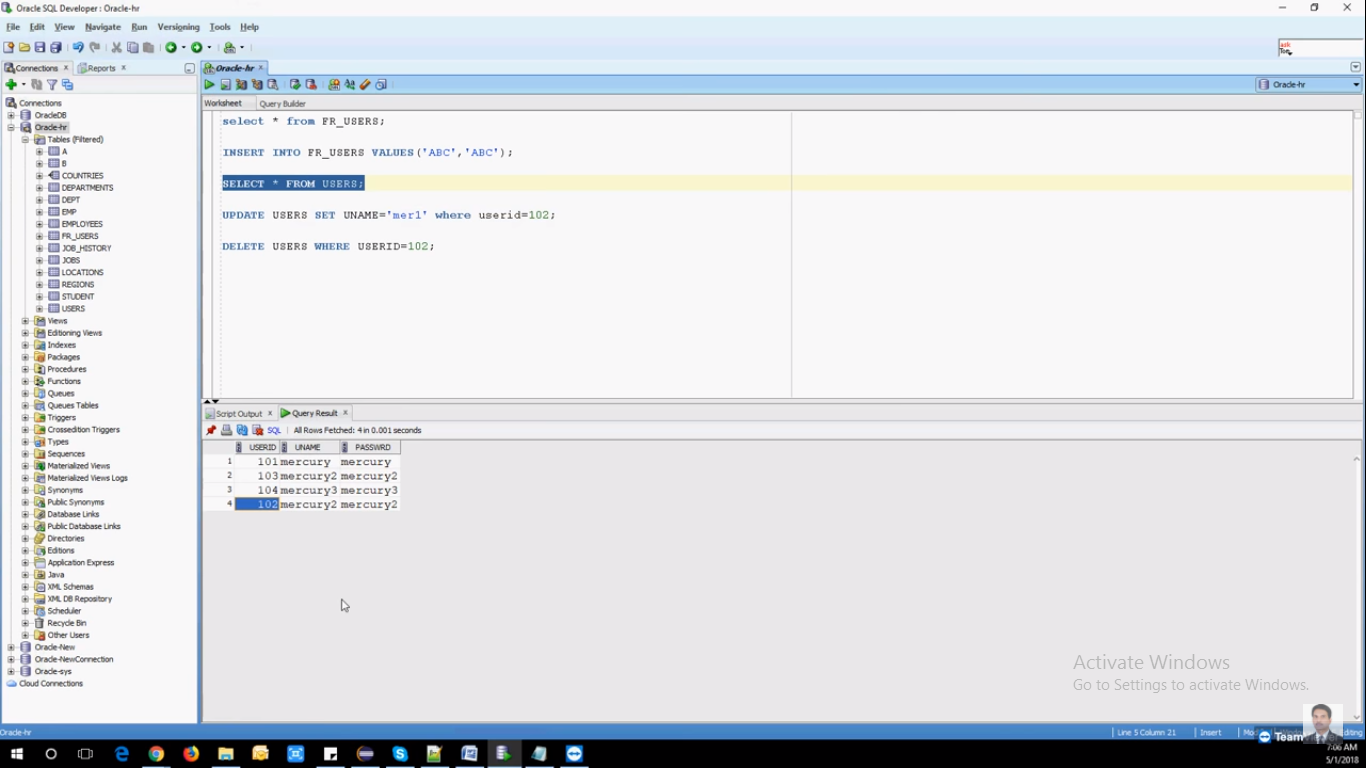 Oracle SQL Developer : Oracle-hr
File Edit View Navigate Run Versioning Tools Help
ask Tom
Connections Reports
Oracle-hr
Connections
OracleDB
Oracle-hr
Tables (Filtered)
A
B
COUNTRIES
DEPARTMENTS
DEPT
EMP
EMPLOYEES
FR_USERS
JOB_HISTORY
JOBS
LOCATIONS
REGIONS
STUDENT
USERS
Views
Editioning Views
Indexes
Packages
Procedures
Functions
Queues
Queues Tables
Triggers
Crossedition Triggers
Types
Sequences
Materialized Views
Materialized Views Logs
Synonyms
Public Synonyms
Database Links
Public Database Links
Directories
Editions
Application Express
Java
XML Schemas
XML DB Repository
Scheduler
Recycle Bin
Other Users
Oracle-New
Oracle-NewConnection
Oracle-sys
Cloud Connections
Oracle-hr
Worksheet Query Builder
select * from FR_USERS;
INSERT INTO FR_USERS VALUES('ABC','ABC');
SELECT * FROM USERS;
UPDATE USERS SET UNAME='mer1' where userid=102;
DELETE USERS WHERE USERID=102;
Script Output Query Result
SQL All Rows Fetched: 4 in 0.001 seconds
USERID UNAME PASSWRD
1 101 mercury mercury
2 103 mercury2 mercury2
3 104 mercury3 mercury3
4 102 mercury2 mercury2
Activate Windows
Go to Settings to activate Windows.
Oracle-hr
Line 5 Column 21 Insert
7:06 AM
5/1/2018